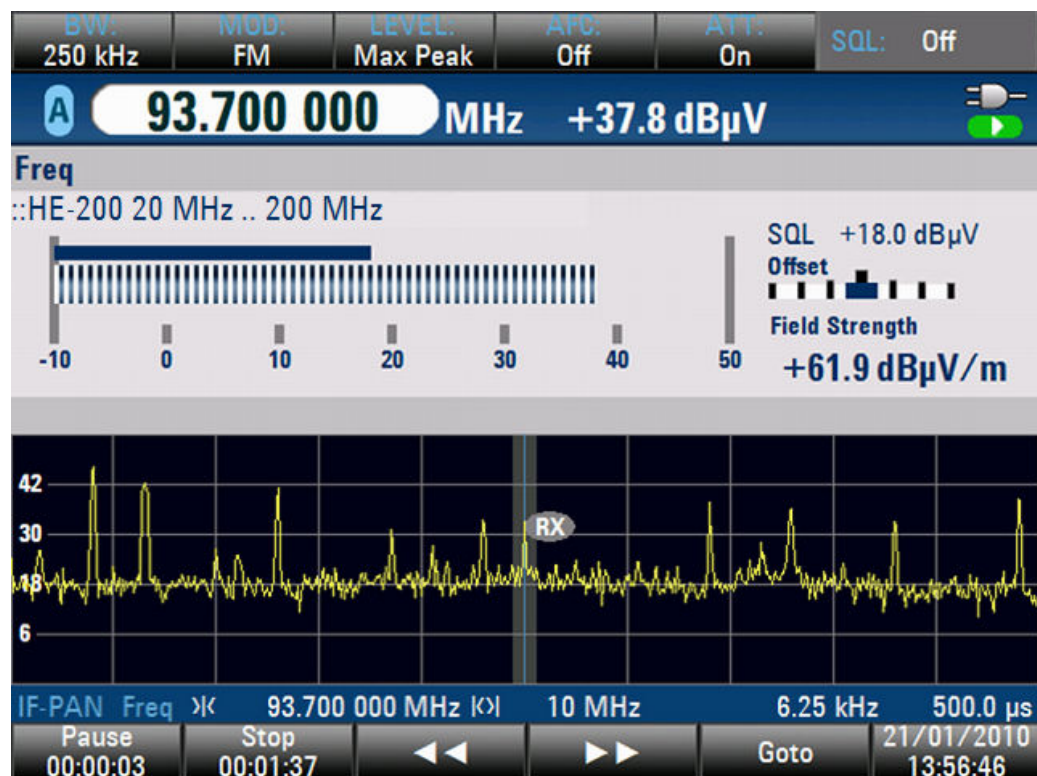 BW: MOD: LEVEL: AFC: ATT: SQL: Off
250 kHz FM Max Peak Off On
A 93.700 000 MHz +37.8 dBµV
Freq
::HE-200 20 MHz .. 200 MHz
SQL +18.0 dBµV
Offset
Field Strength
+61.9 dBµV/m
-10 0 10 20 30 40 50
42
30
RX
18
6
IF-PAN Freq 93.700 000 MHz 10 MHz 6.25 kHz 500.0 µs
Pause Stop Goto 21/01/2010
00:00:03 00:01:37 13:56:46